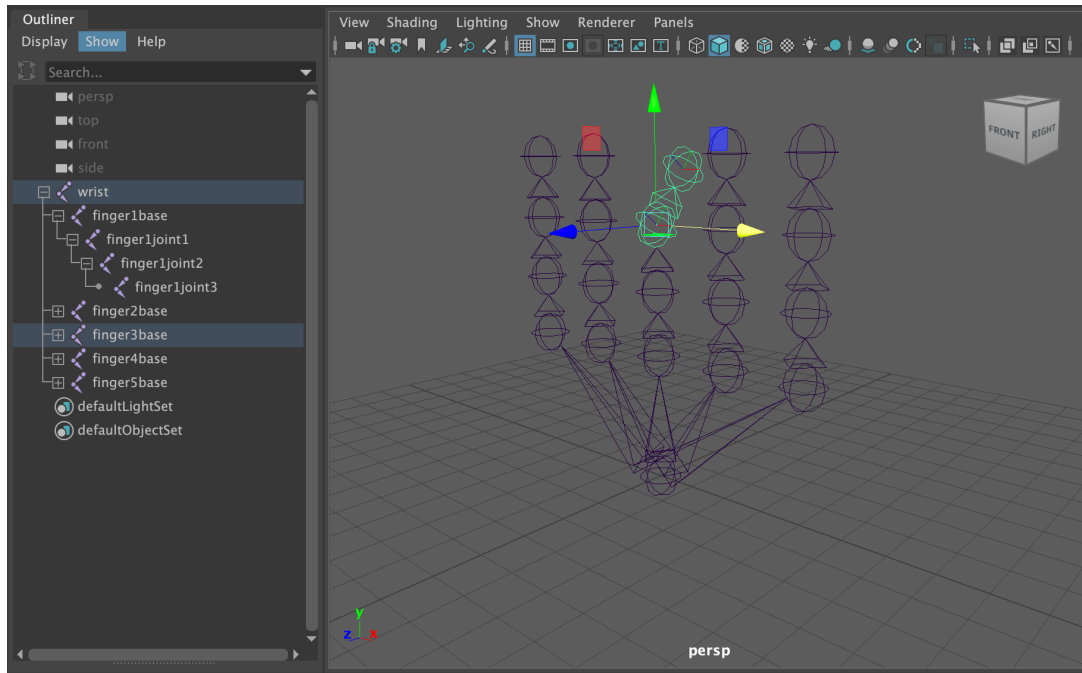 Outliner
Display Show Help
Search...
persp
top
front
side
wrist
finger1base
finger1joint1
finger1joint2
finger1joint3
finger2base
finger3base
finger4base
finger5base
defaultLightSet
defaultObjectSet
View Shading Lighting Show Renderer Panels
FRONT RIGHT
y
z x
persp